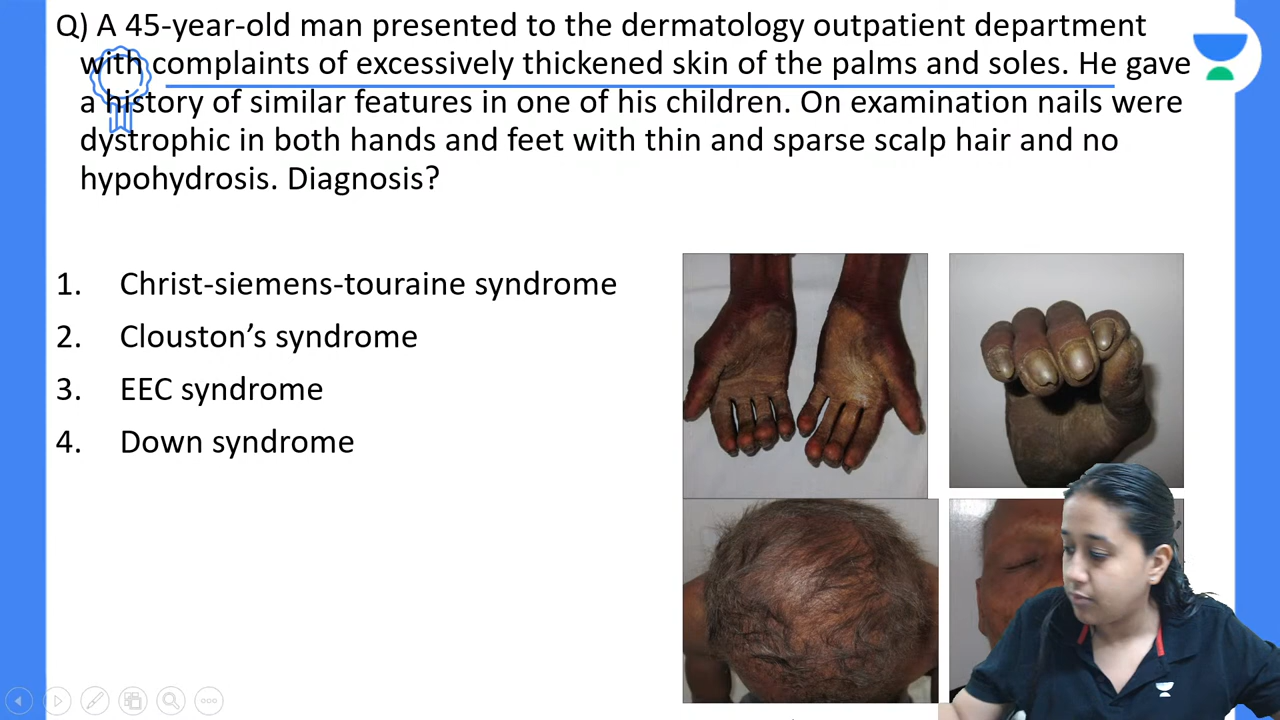 Q) A 45-year-old man presented to the dermatology outpatient department
with complaints of excessively thickened skin of the palms and soles. He gave
a history of similar features in one of his children. On examination nails were
dystrophic in both hands and feet with thin and sparse scalp hair and no
hypohydrosis. Diagnosis?
1. Christ-siemens-touraine syndrome
2. Clouston’s syndrome
3. EEC syndrome
4. Down syndrome